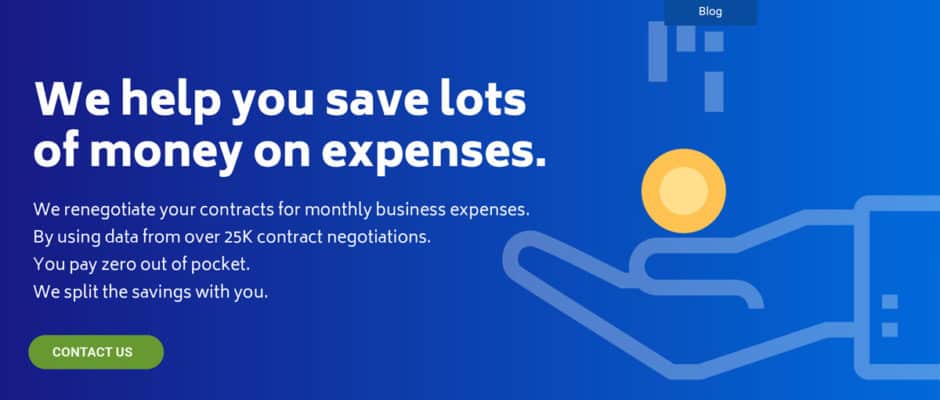 Blog
We help you save lots
of money on expenses.
We renegotiate your contracts for monthly business expenses.
By using data from over 25K contract negotiations.
You pay zero out of pocket.
We split the savings with you.
CONTACT US